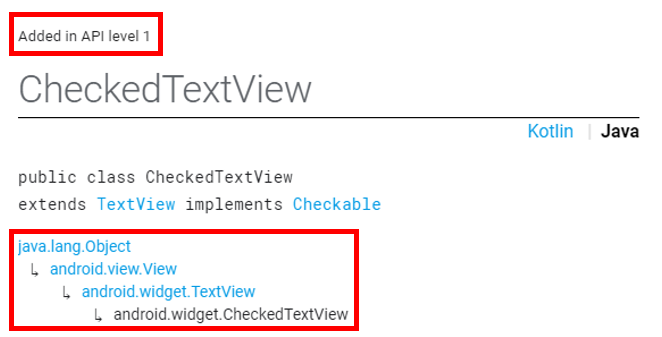 Added in API level 1
CheckedTextView
Kotlin | Java
public class CheckedTextView
extends TextView implements Checkable
java.lang.Object
↳ android.view.View
↳ android.widget.TextView
↳ android.widget.CheckedTextView